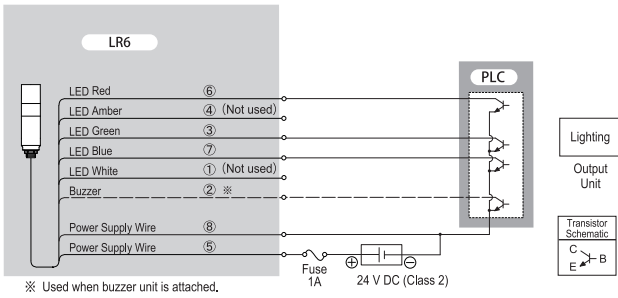 LR6
PLC
LED Red ⑥
LED Amber ④ (Not used)
LED Green ③
LED Blue ⑦
LED White ① (Not used)
Buzzer ② ※
Power Supply Wire ⑧
Power Supply Wire ⑤
Fuse
1A
⊕ ⊖
24 V DC (Class 2)
※ Used when buzzer unit is attached.
Lighting
Output
Unit
Transistor
Schematic
C
B
E